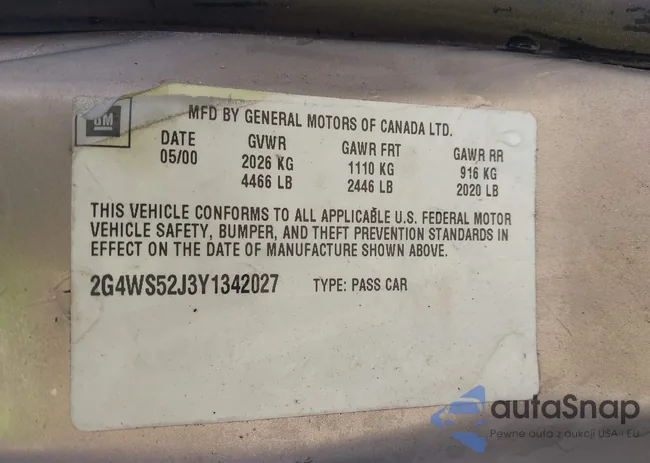 GM
MFD BY GENERAL MOTORS OF CANADA LTD.
DATE GVWR GAWR FRT GAWR RR
05/00 2026 KG 1110 KG 916 KG
4466 LB 2446 LB 2020 LB
THIS VEHICLE CONFORMS TO ALL APPLICABLE U.S. FEDERAL MOTOR
VEHICLE SAFETY, BUMPER, AND THEFT PREVENTION STANDARDS IN
EFFECT ON THE DATE OF MANUFACTURE SHOWN ABOVE.
2G4WS52J3Y1342027 TYPE: PASS CAR
autaSnap
Pewne auta z aukcji USA - EU